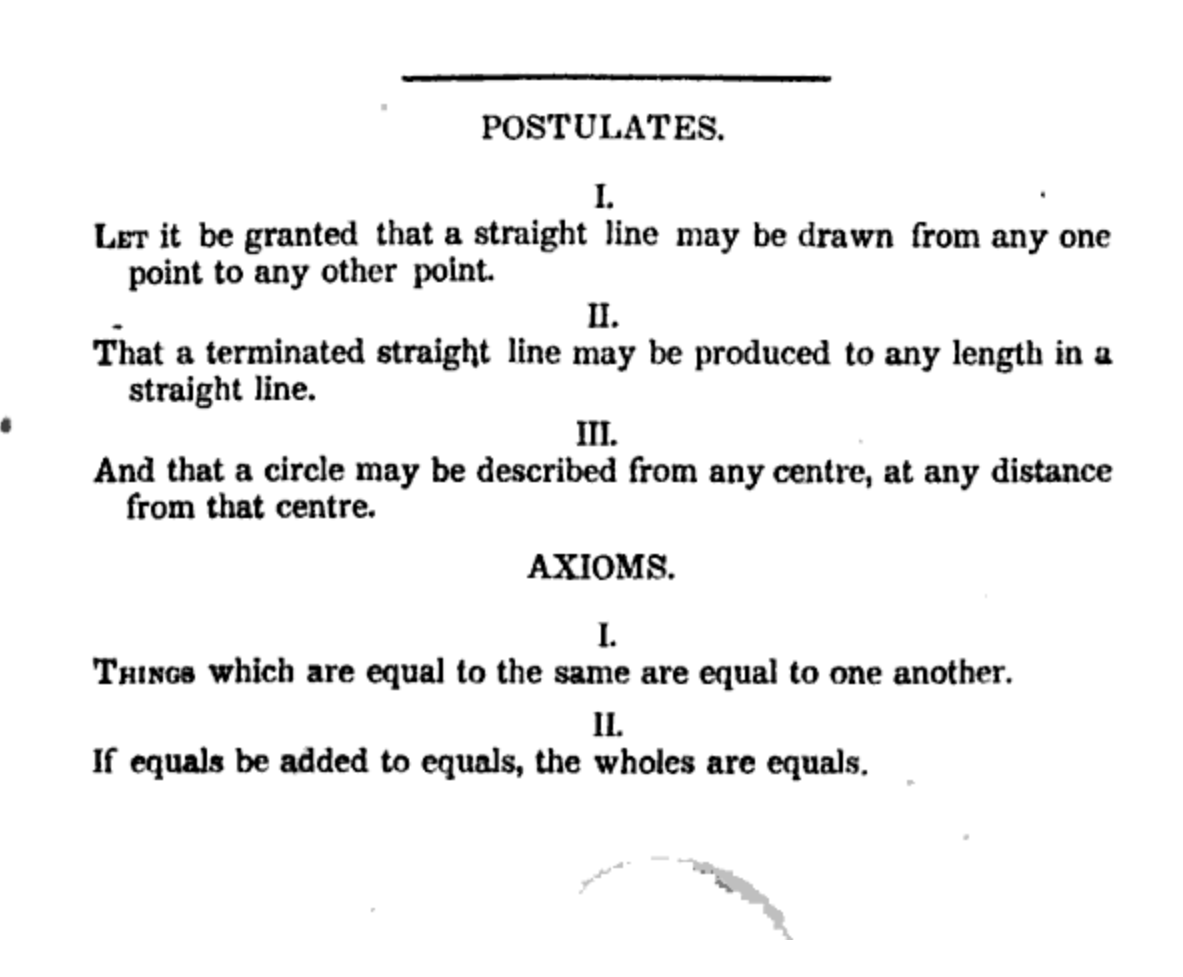 POSTULATES.
I.
LET it be granted that a straight line may be drawn from any one
point to any other point.
II.
That a terminated straight line may be produced to any length in a
straight line.
III.
And that a circle may be described from any centre, at any distance
from that centre.
AXIOMS.
I.
THINGS which are equal to the same are equal to one another.
II.
If equals be added to equals, the wholes are equals.